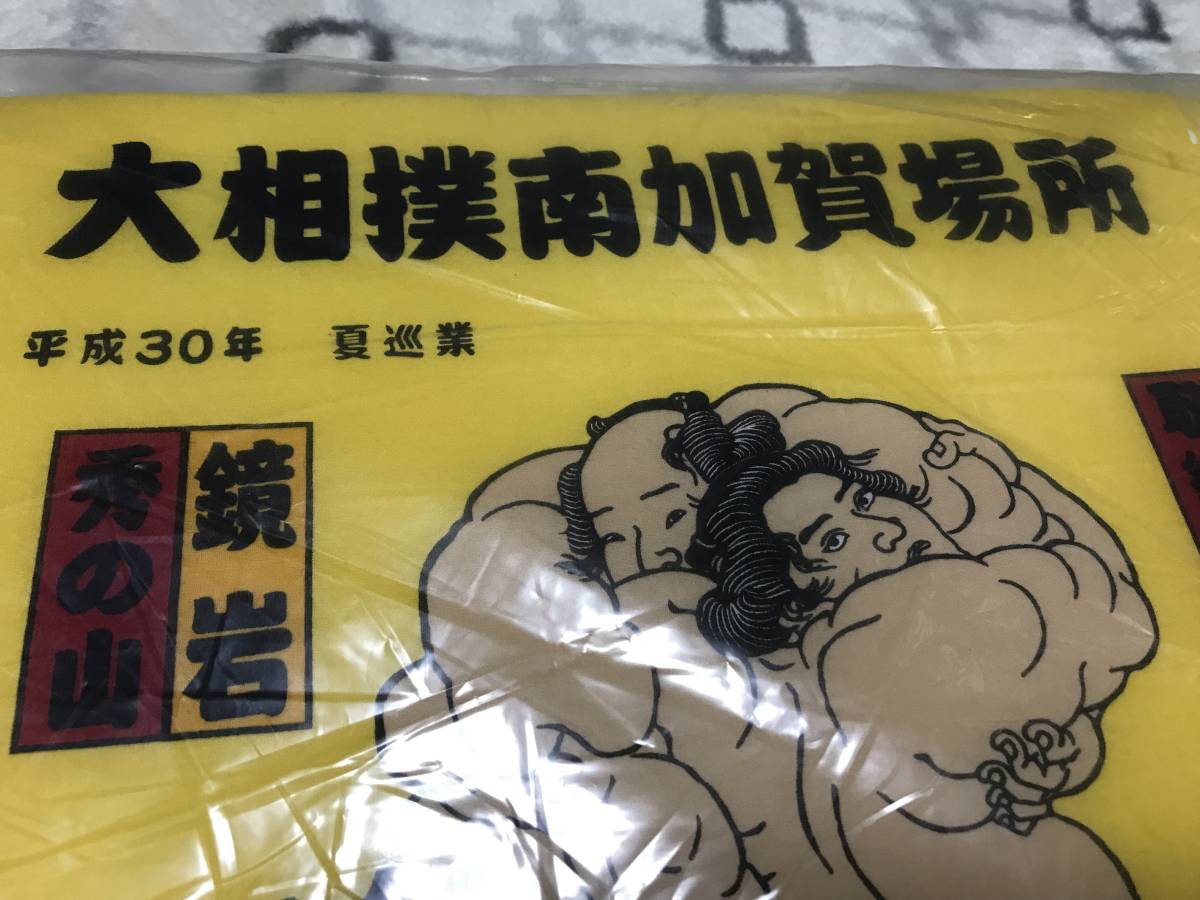 大相撲南加賀場所
平成30年 夏巡業
鏡岩
秀の山